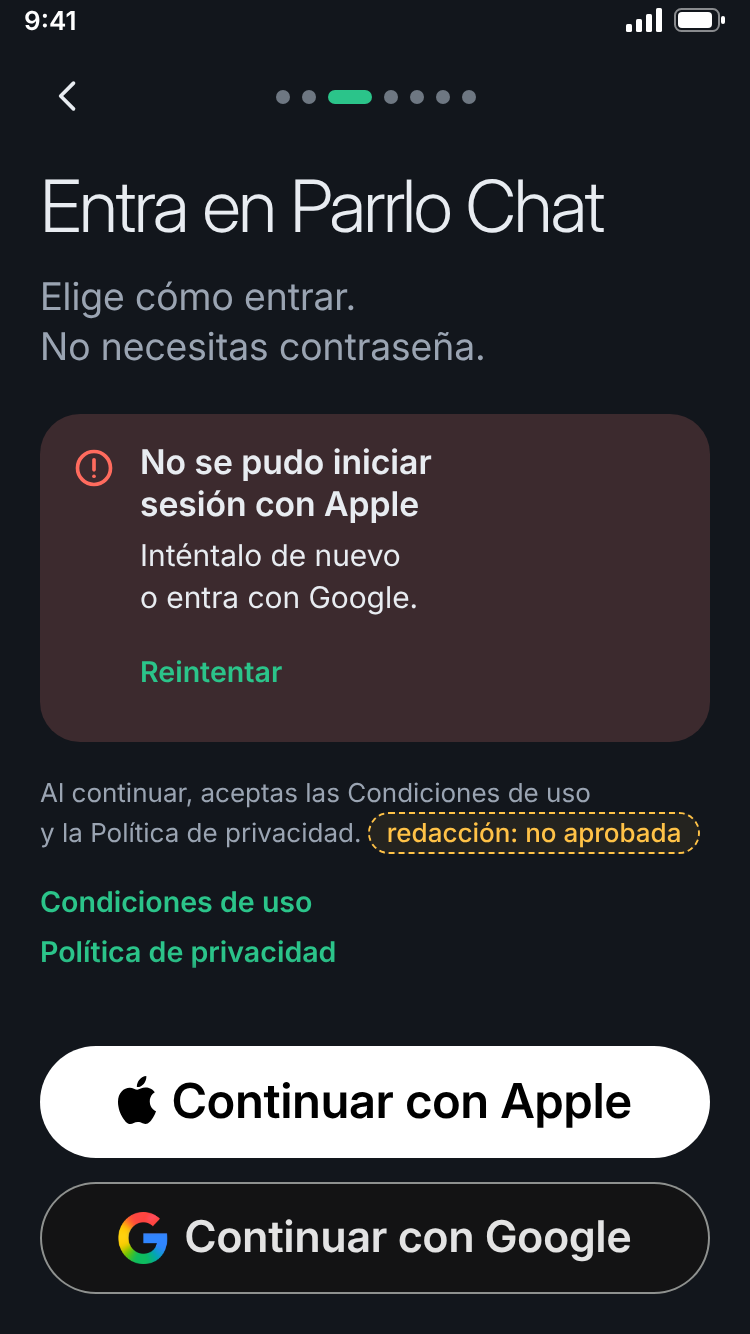 9:41
Entra en Parrlo Chat
Elige cómo entrar.
No necesitas contraseña.
No se pudo iniciar
sesión con Apple
Inténtalo de nuevo
o entra con Google.
Reintentar
Al continuar, aceptas las Condiciones de uso
y la Política de privacidad. redacción: no aprobada
Condiciones de uso
Política de privacidad
Continuar con Apple
Continuar con Google